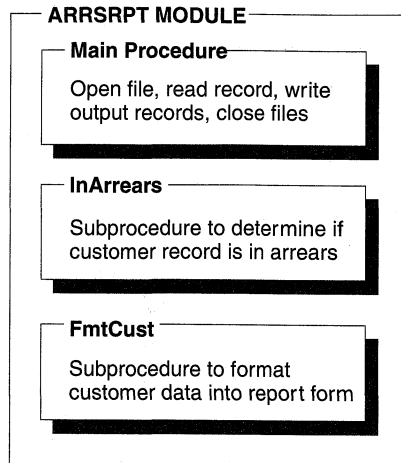 ARRSRPT MODULE
Main Procedure
Open file, read record, write
output records, close files
InArrears
Subprocedure to determine if
customer record is in arrears
FmtCust
Subprocedure to format
customer data into report form